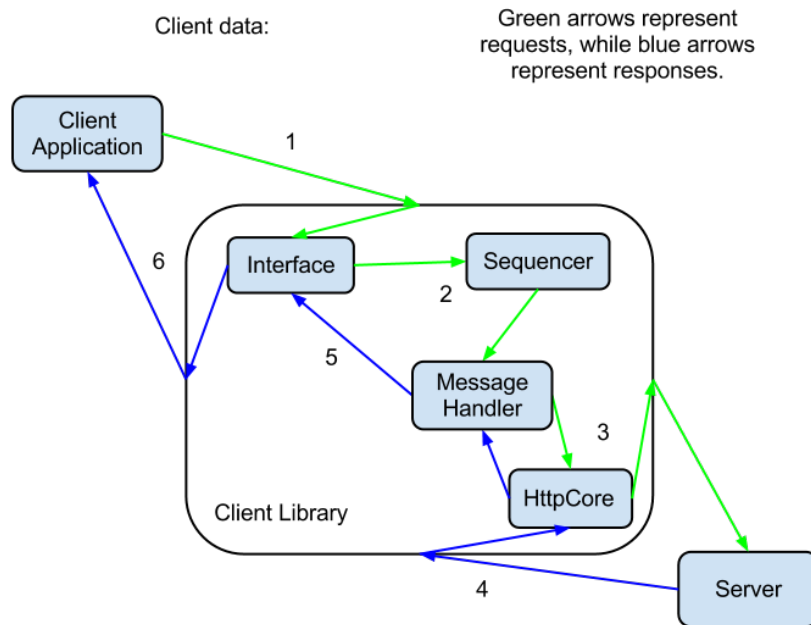 Client data:
Green arrows represent
requests, while blue arrows
represent responses.
Client
Application
1
6
Interface
Sequencer
2
5
Message
Handler
3
HttpCore
Client Library
4
Server